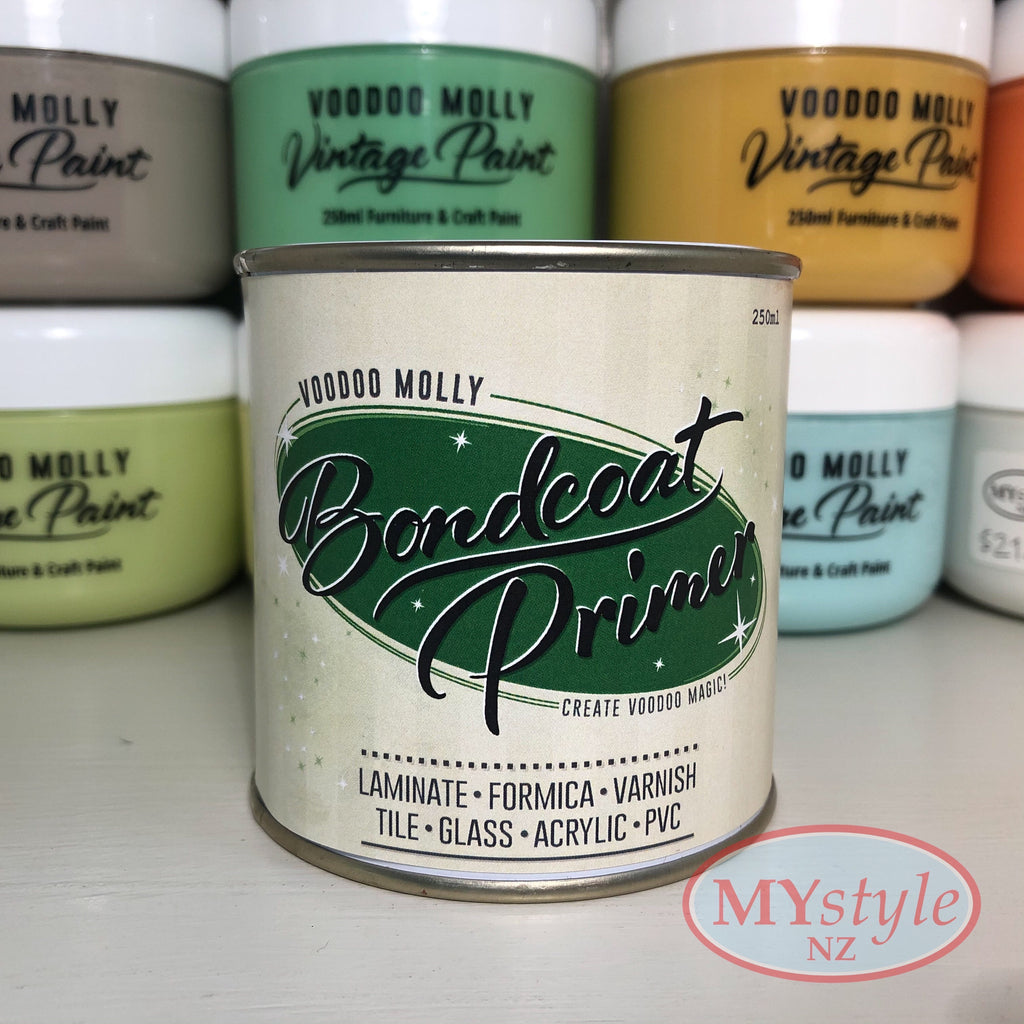 MOLLY
Paint
& Craft Paint
VOODOO MOLLY
Vintage Paint
250ml Furniture & Craft Paint
VOODOO MOLLY
Vintage Paint
250ml Furniture & Craft Paint
MOLLY
Paint
& Craft Paint
250ml
VOODOO MOLLY
Bondcoat
Primer
CREATE VOODOO MAGIC!
LAMINATE • FORMICA • VARNISH
TILE • GLASS • ACRYLIC • PVC
MOLLY
Paint
& Craft Paint
MYstyle
NZ